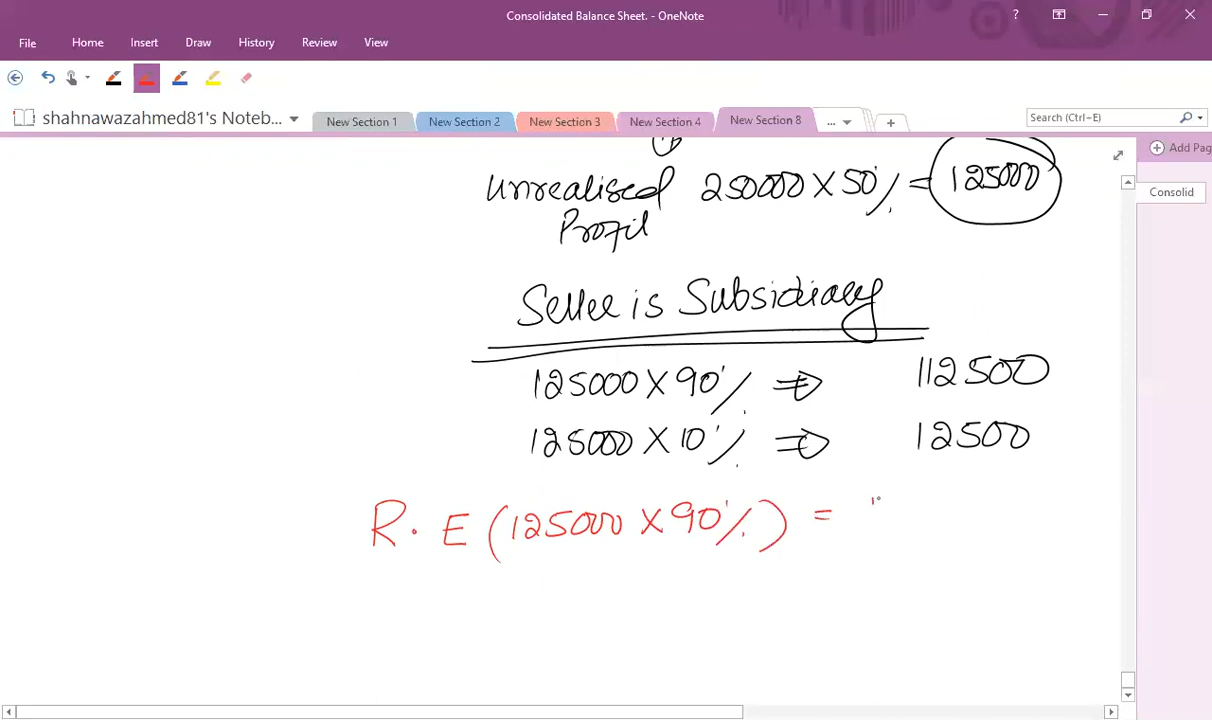 Consolidated Balance Sheet. - OneNote
?
File Home Insert Draw History Review View
shahnawazahmed81's Noteb...
New Section 1 New Section 2 New Section 3 New Section 4 New Section 8 ... +
Search (Ctrl-E)
Add Pag
Consolid
Unrealised 250000 X 50% = 125000
Profit
Seller is Subsidiary
125000 X 90% ⇒ 112500
125000 X 10% ⇒ 12500
R. E (125000 X 90%) =